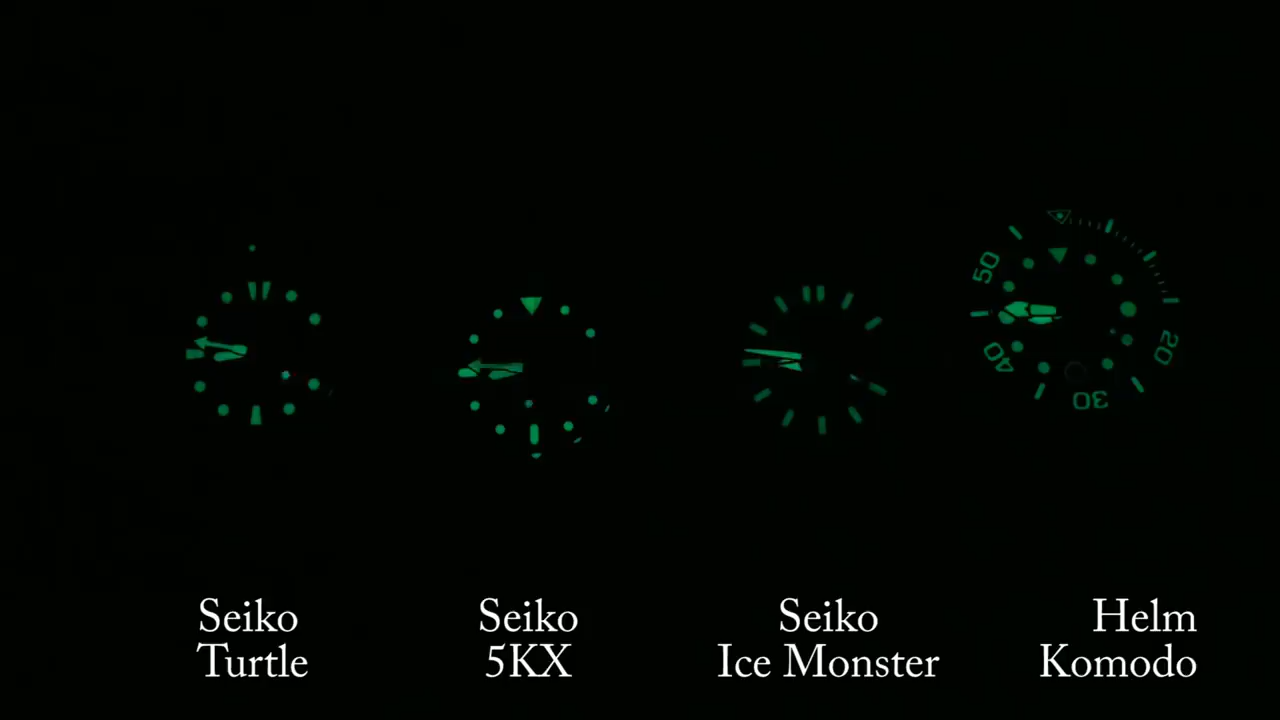 50
40
30
20
Seiko
Turtle
Seiko
5KX
Seiko
Ice Monster
Helm
Komodo